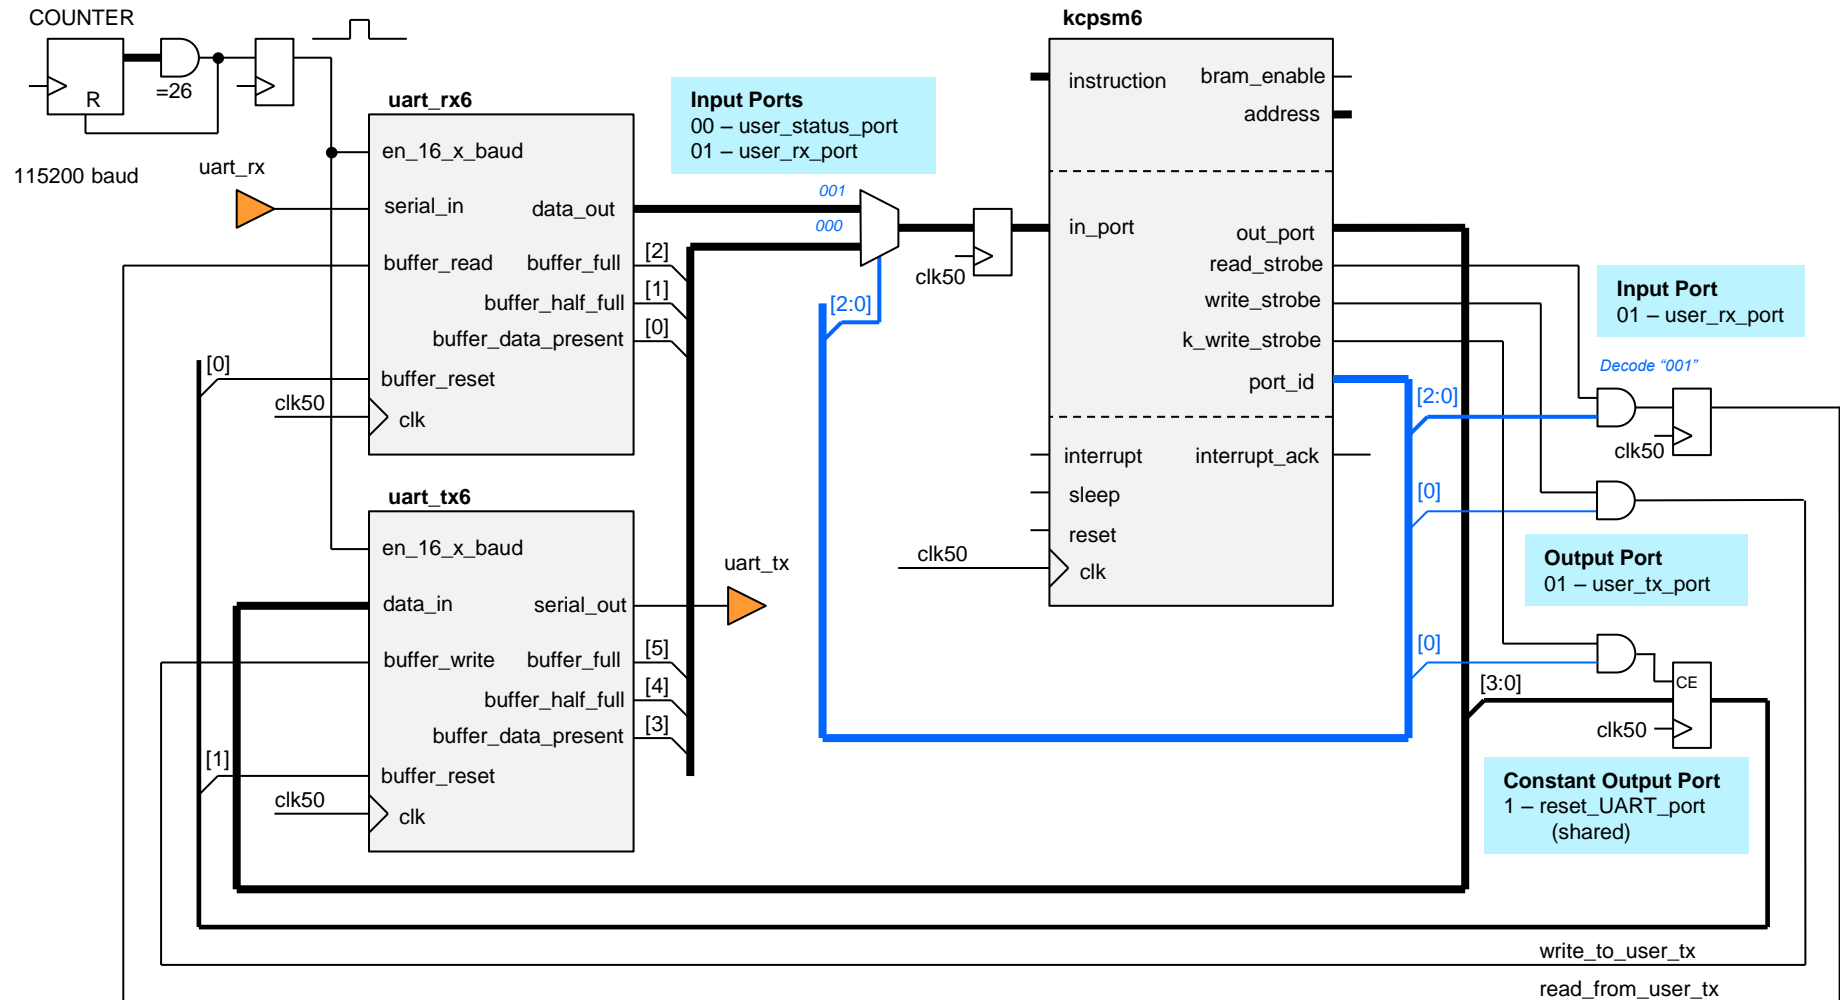 COUNTER
R
=26
115200 baud
uart_rx
uart_rx6
en_16_x_baud
serial_in
data_out
buffer_read
buffer_full
buffer_half_full
buffer_data_present
buffer_reset
clk50
clk
[2]
[1]
[0]
[0]
uart_tx6
en_16_x_baud
data_in
serial_out
buffer_write
buffer_full
buffer_half_full
buffer_data_present
buffer_reset
clk50
clk
[5]
[4]
[3]
[1]
uart_tx
Input Ports
00 – user_status_port
01 – user_rx_port
001
000
[2:0]
clk50
kcpsm6
instruction
bram_enable
address
in_port
out_port
read_strobe
write_strobe
k_write_strobe
port_id
interrupt
interrupt_ack
sleep
reset
clk50
clk
Input Port
01 – user_rx_port
Decode “001”
[2:0]
clk50
[0]
Output Port
01 – user_tx_port
[0]
[3:0]
CE
clk50
Constant Output Port
1 – reset_UART_port
(shared)
write_to_user_tx
read_from_user_tx